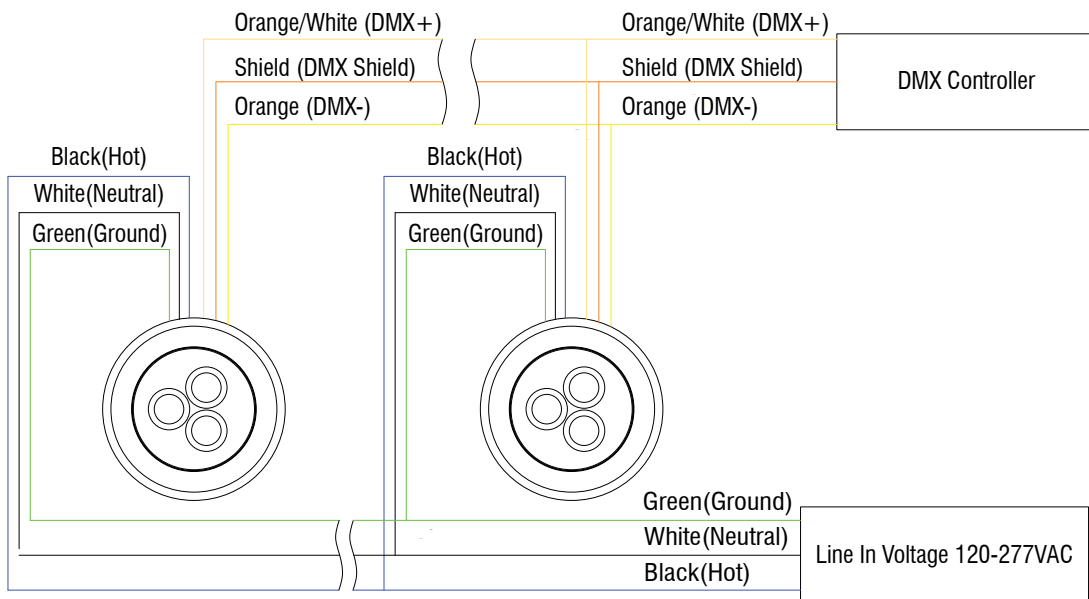 Orange/White (DMX+)
Orange/White (DMX+)
Shield (DMX Shield)
Shield (DMX Shield)
DMX Controller
Orange (DMX-)
Orange (DMX-)
Black(Hot)
Black(Hot)
White(Neutral)
White(Neutral)
Green(Ground)
Green(Ground)
Green(Ground)
White(Neutral)
Line In Voltage 120-277VAC
Black(Hot)